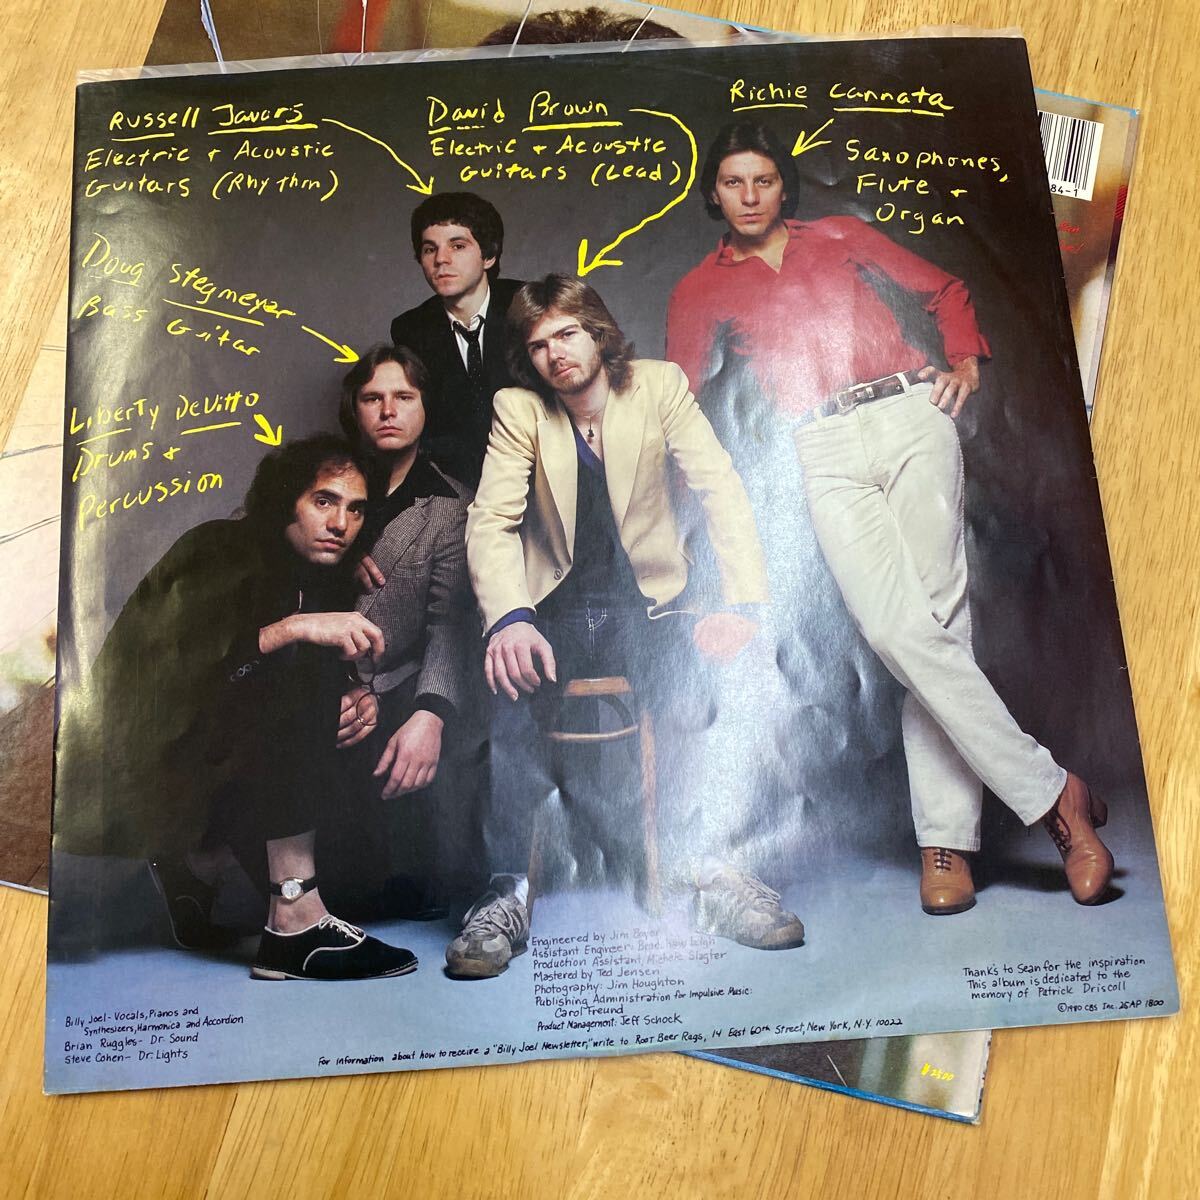 Russell Javors
Electric + Acoustic
Guitars (Rhythm)
David Brown
Electric + Acoustic
Guitars (Lead)
Richie Cannata
Saxophones,
Flute +
Organ
Doug Stegmeyer
Bass Guitar
Liberty DeVitto
Drums +
Percussion
84-1
Engineered by Jim Boyer
Assistant Engineer: Bradshaw Leigh
Production Assistant, Michele Slagter
Mastered by Ted Jensen
Photography: Jim Houghton
Publishing Administration for Impulsive Music:
Carol Freund
Product Management: Jeff Schock
Thanks to Sean for the inspiration
This album is dedicated to the
memory of Patrick Driscoll
©1980 CBS Inc. 25AP 1800
Billy Joel- Vocals, Pianos and
Synthesizers, Harmonica and Accordion
Brian Ruggles- Dr. Sound
Steve Cohen- Dr. Lights
For information about how to receive a "Billy Joel Newsletter," write to Root Beer Rags, 14 East 60th Street, New York, N.Y. 10022
¥2500